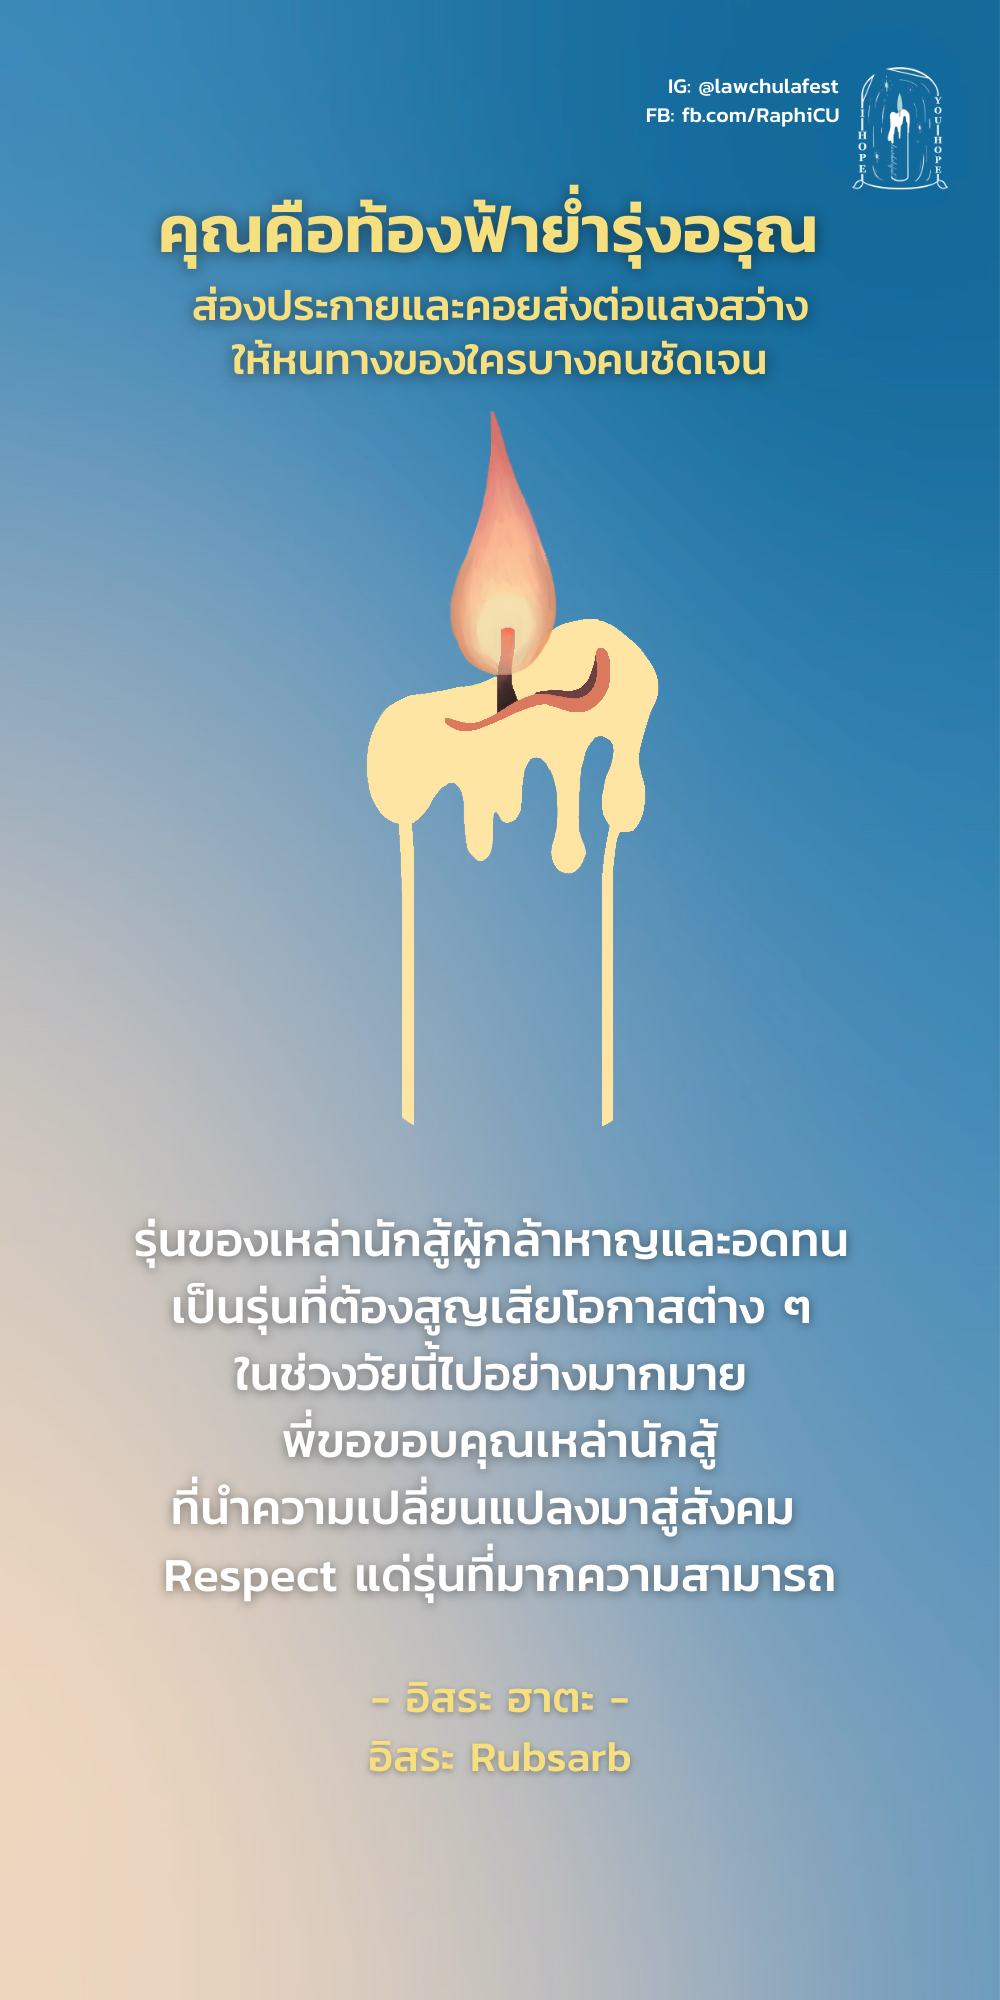 IG: @lawchulafest
FB: fb.com/RaphiCU
I HOPE
YOU HOPE
คุณคือท้องฟ้าย่ำรุ่งอรุณ
ส่องประกายและคอยส่งต่อแสงสว่าง
ให้หนทางของใครบางคนชัดเจน
รุ่นของเหล่านักสู้ผู้กล้าหาญและอดทน
เป็นรุ่นที่ต้องสูญเสียโอกาสต่าง ๆ
ในช่วงวัยนี้ไปอย่างมากมาย
พี่ขอขอบคุณเหล่านักสู้
ที่นำความเปลี่ยนแปลงมาสู่สังคม
Respect แด่รุ่นที่มากความสามารถ
- อิสระ ฮาตะ -
อิสระ Rubsarb